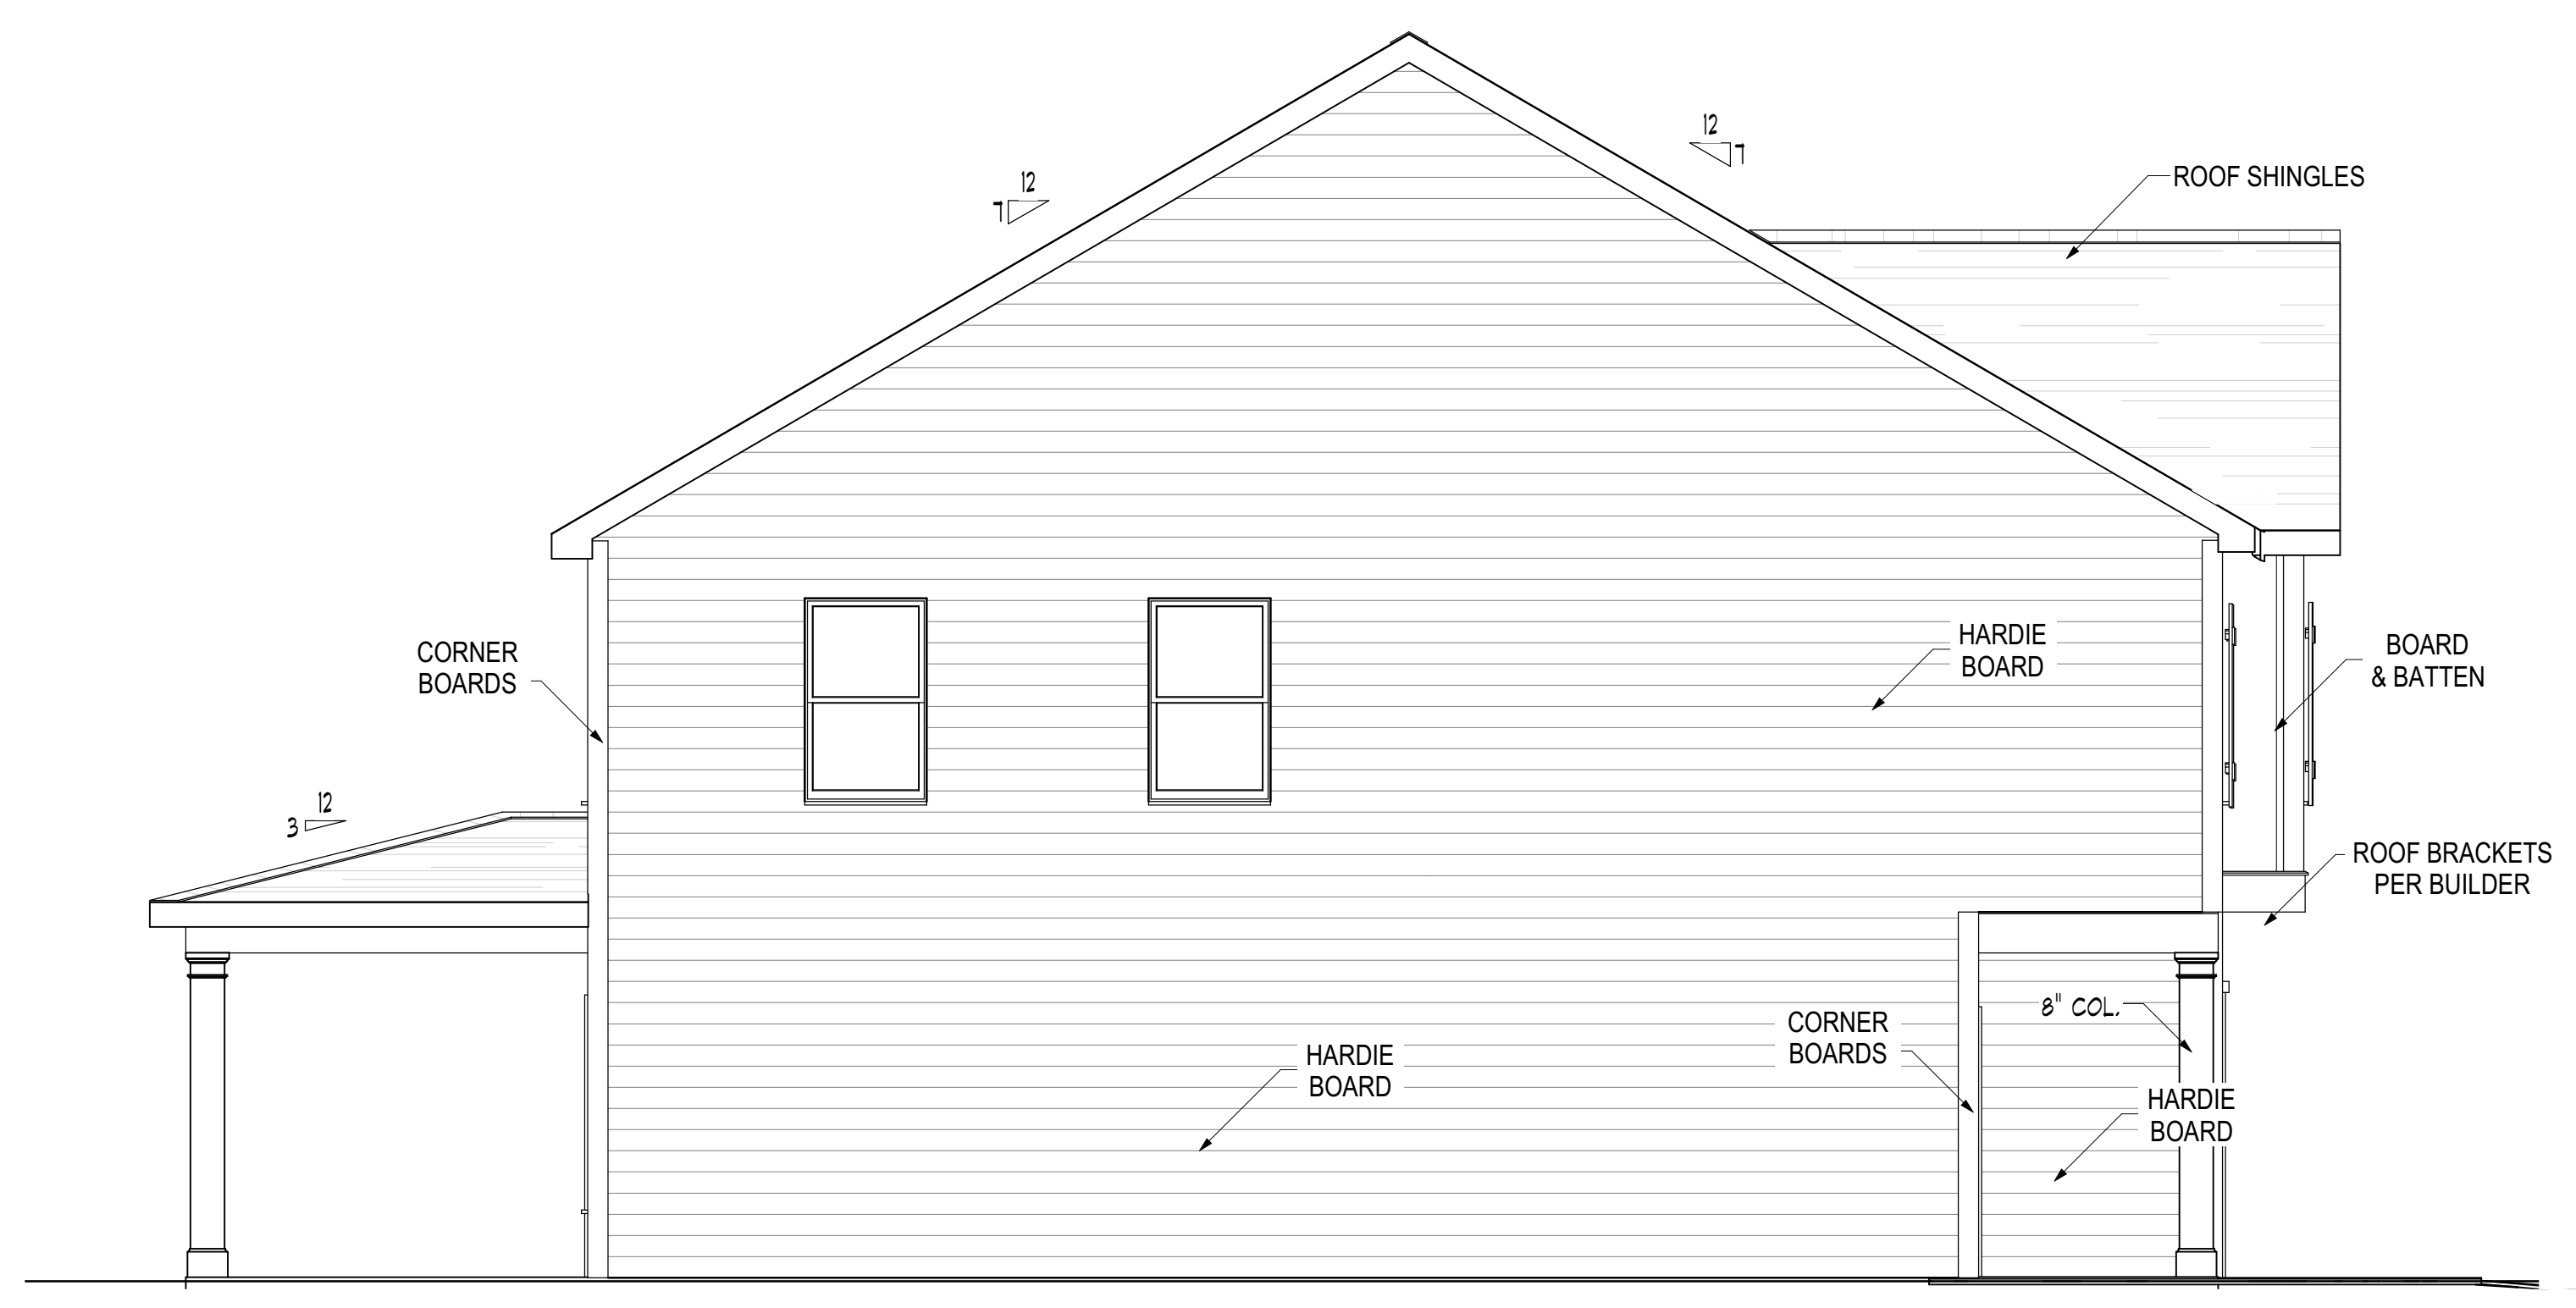 12
7
12
7
ROOF SHINGLES
CORNER
BOARDS
HARDIE
BOARD
BOARD
& BATTEN
12
3
ROOF BRACKETS
PER BUILDER
8" COL.
CORNER
BOARDS
HARDIE
BOARD
HARDIE
BOARD